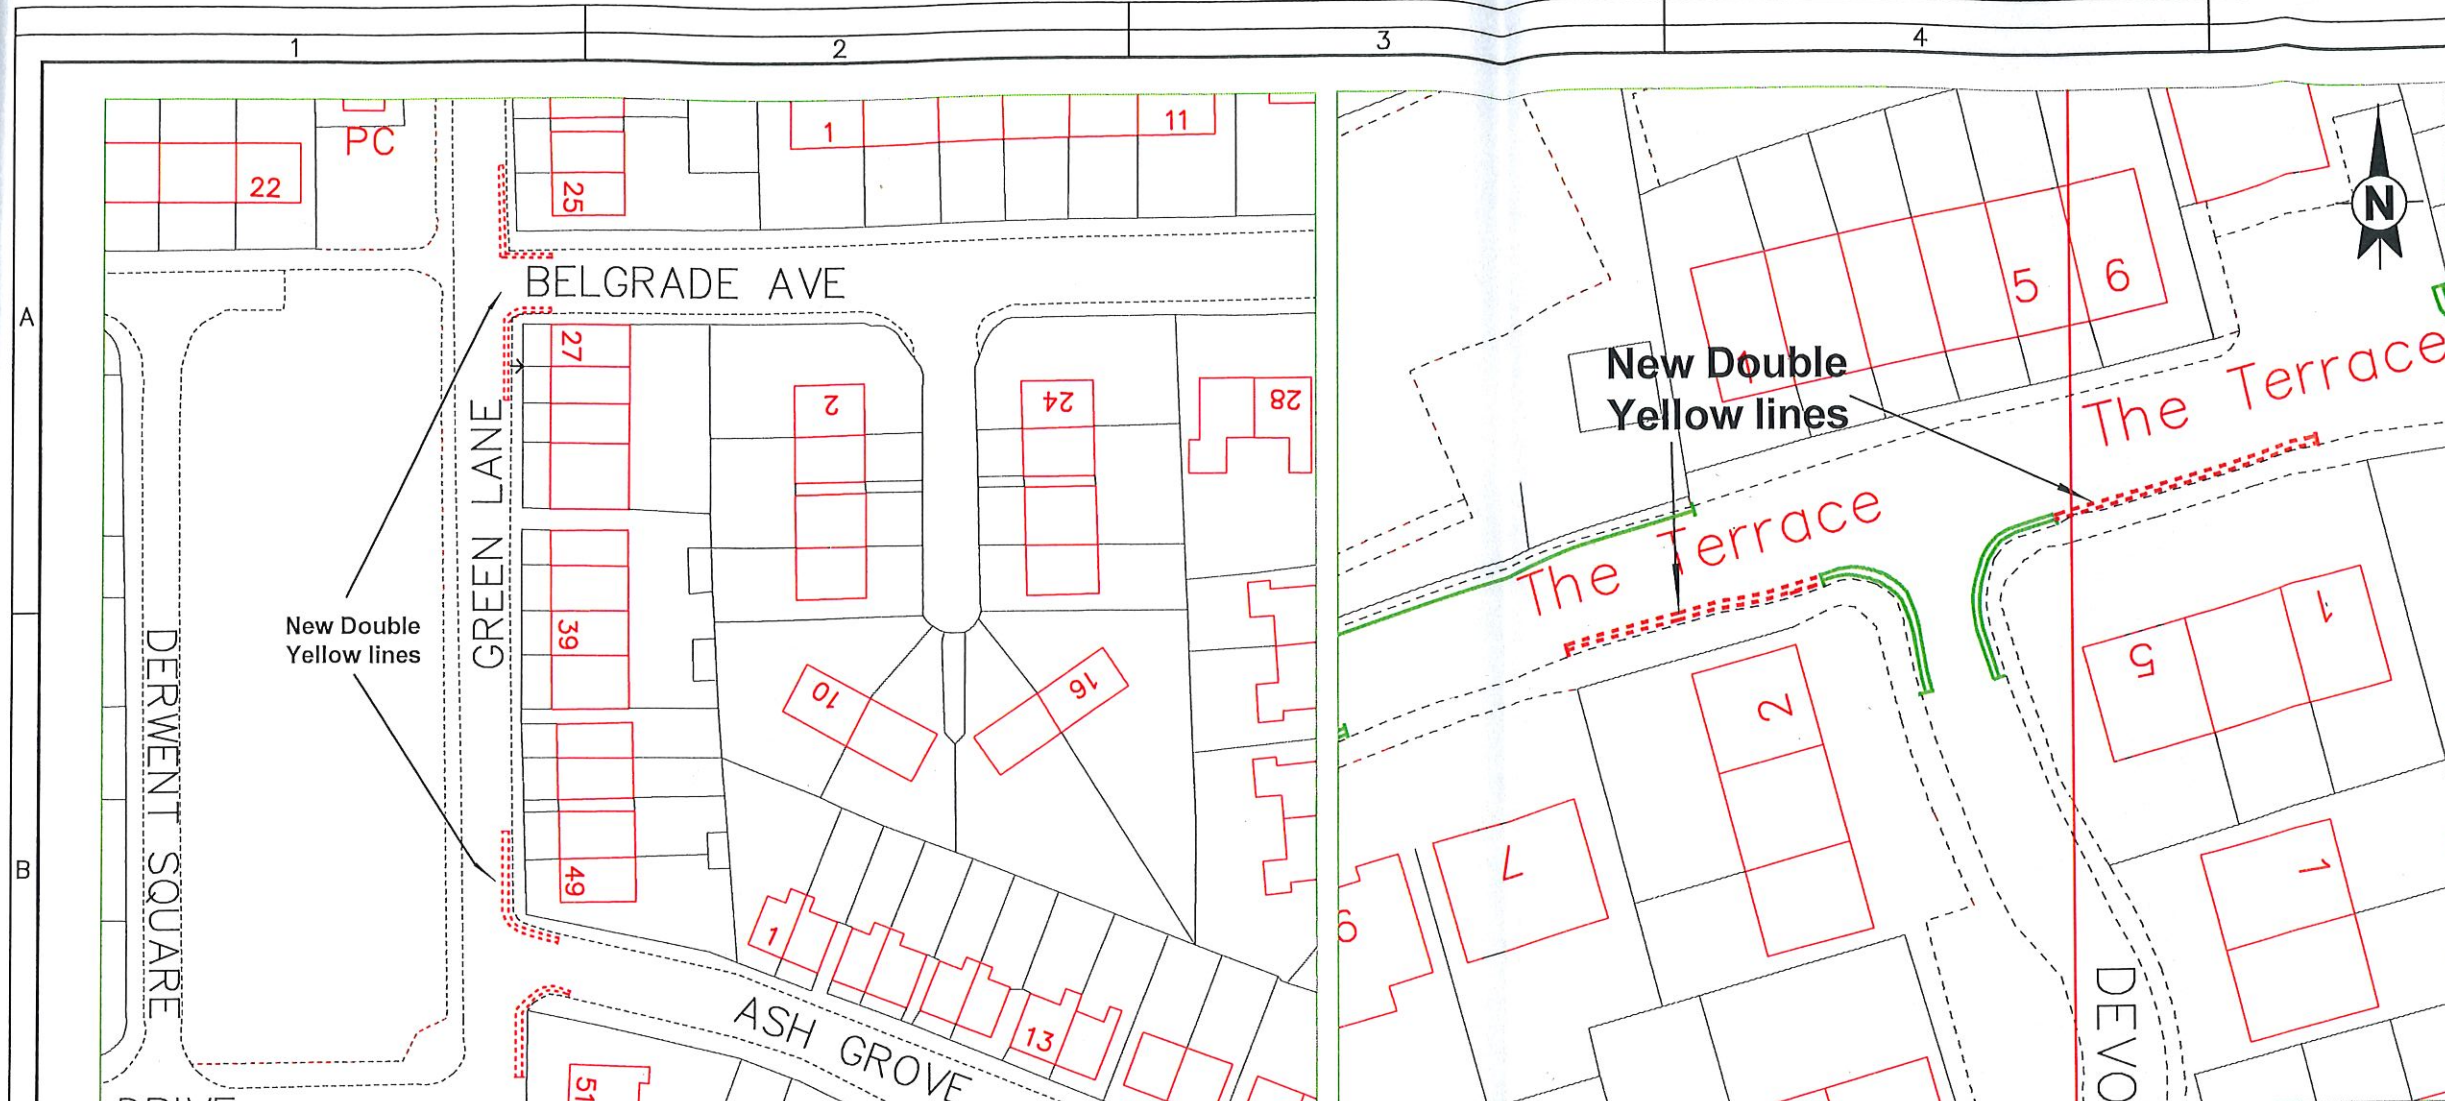 1
2
3
4
A
B
PC
22
25
1
11
BELGRADE AVE
27
2
24
28
GREEN LANE
39
New Double
Yellow lines
DERWENT SQUARE
10
16
49
1
13
ASH GROVE
51
N
5
6
1
New Double
Yellow lines
The Terrace
The Terrace
5
1
2
7
6
1
DEVO